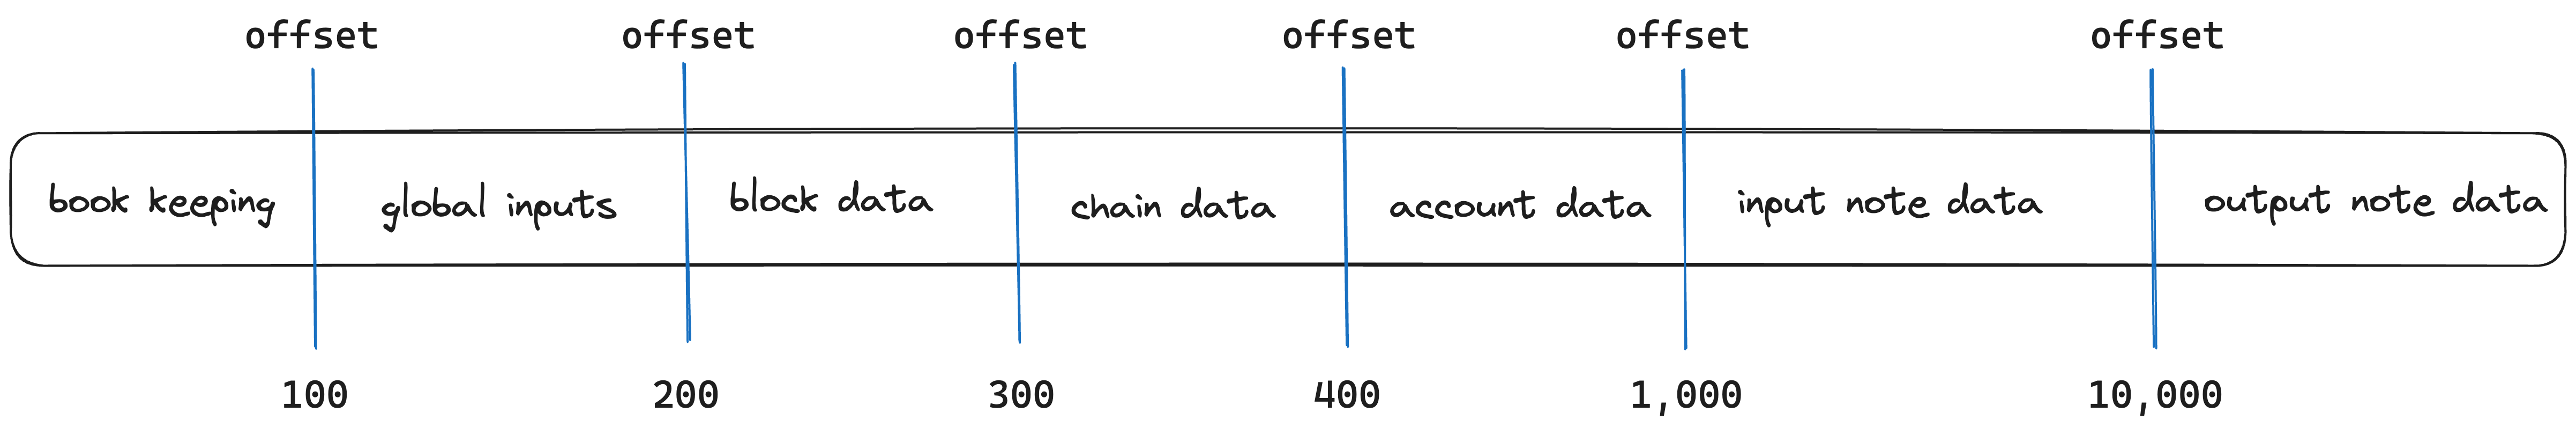 offset offset offset offset offset offset
book keeping global inputs block data chain data account data input note data output note data
100 200 300 400 1,000 10,000